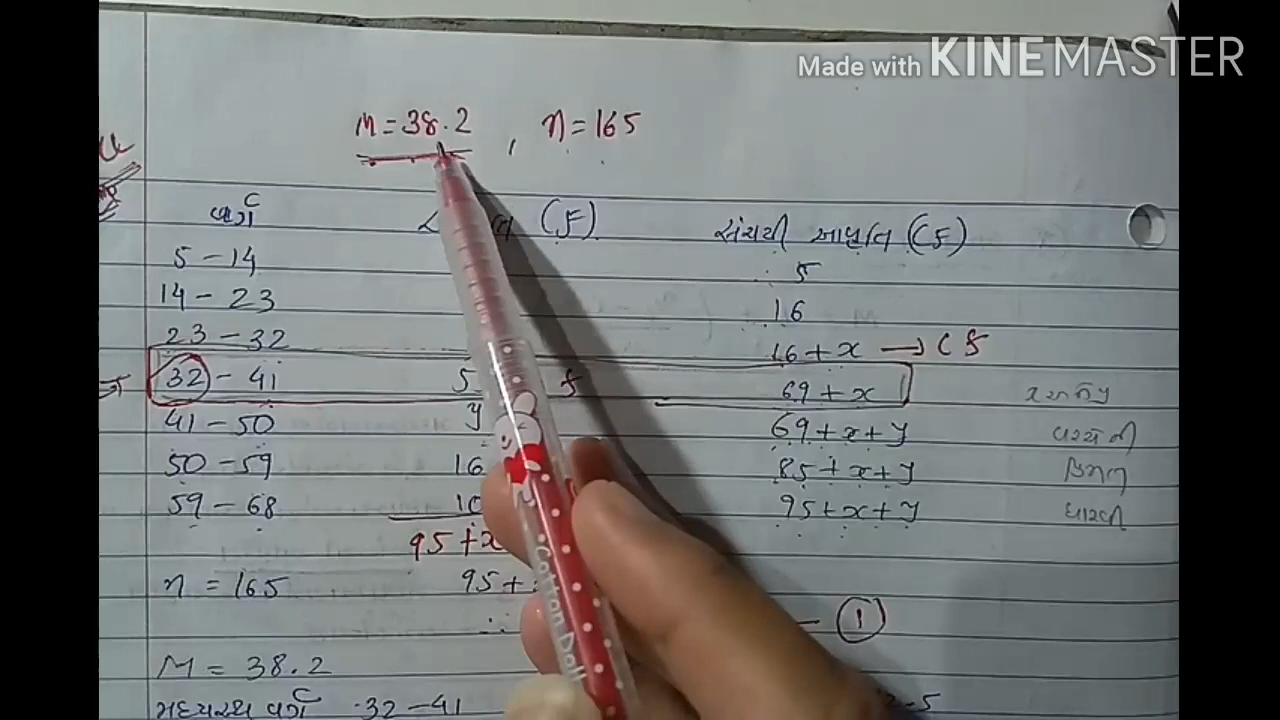 Made with KINEMASTER
M = 38.2 , n = 165
વર્ગ C (F) સંચયી આવૃત્તિ (CF)
5 - 14 5
14 - 23 16
23 - 32 16 + x → CF
32 - 41 5 f 69 + x
41 - 50 y 69 + x + y
50 - 59 16 85 + x + y
59 - 68 10 95 + x + y
95 + x
n = 165 95 +
∴ — ①
M = 38.2
મધ્યસ્થ વર્ગ 32 - 41